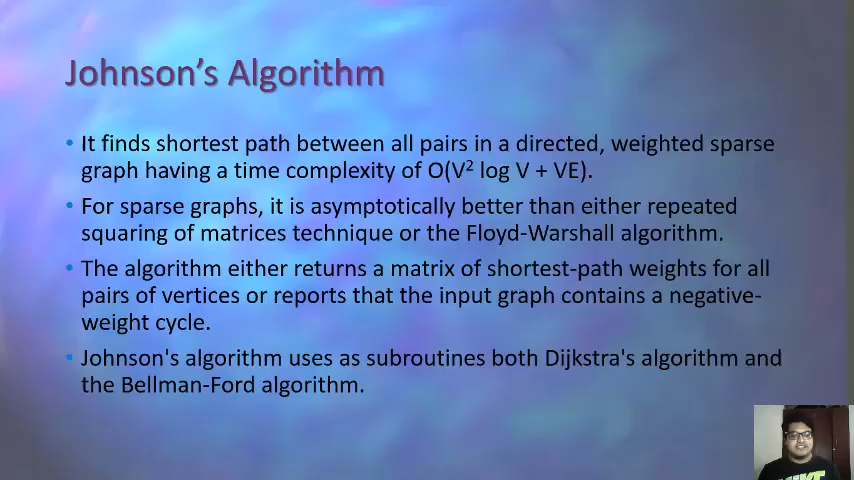 Johnson's Algorithm
• It finds shortest path between all pairs in a directed, weighted sparse
graph having a time complexity of O(V² log V + VE).
• For sparse graphs, it is asymptotically better than either repeated
squaring of matrices technique or the Floyd-Warshall algorithm.
• The algorithm either returns a matrix of shortest-path weights for all
pairs of vertices or reports that the input graph contains a negative-
weight cycle.
• Johnson's algorithm uses as subroutines both Dijkstra's algorithm and
the Bellman-Ford algorithm.